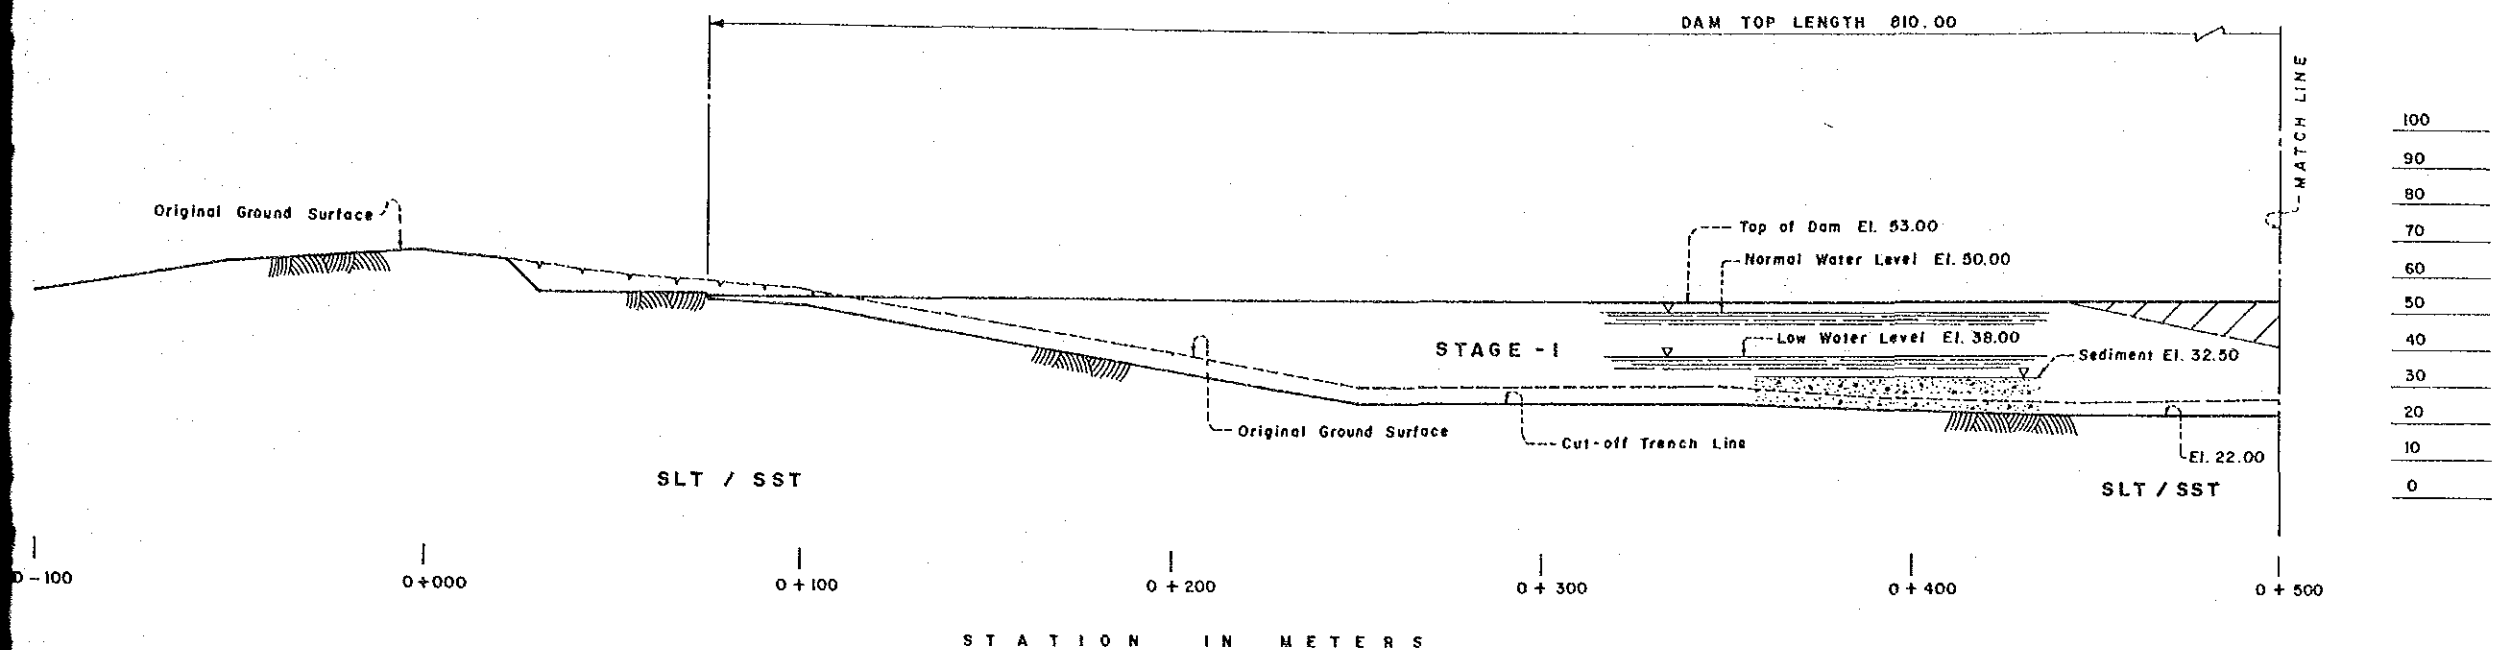 DAM TOP LENGTH 810.00
MATCH LINE
100
90
80
70
60
50
40
30
20
10
0
Original Ground Surface
Top of Dam El. 53.00
Normal Water Level El. 50.00
STAGE - I
Low Water Level El. 38.00
Sediment El. 32.50
Original Ground Surface
Cut-off Trench Line
El. 22.00
SLT / SST
SLT / SST
0 - 100
0 + 000
0 + 100
0 + 200
0 + 300
0 + 400
0 + 500
STATION IN METERS